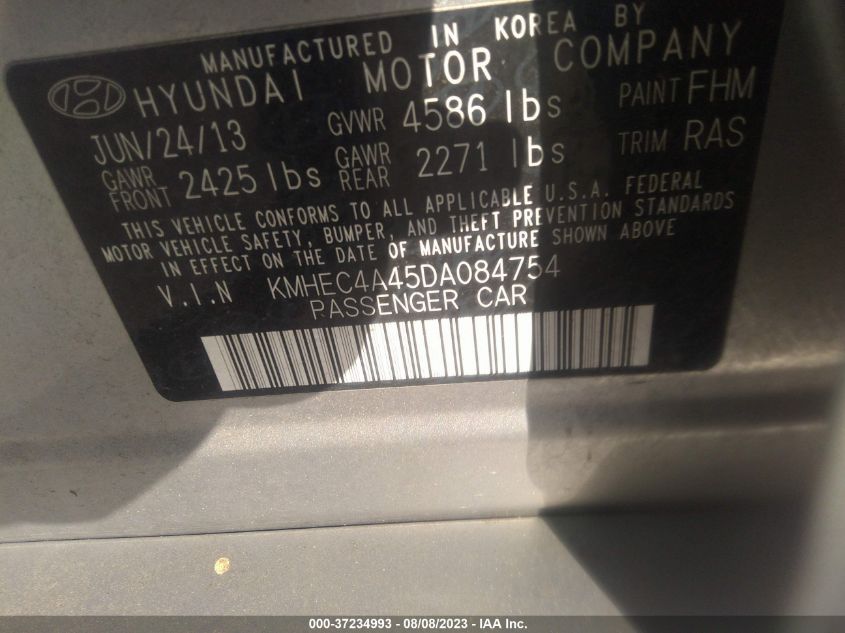 MANUFACTURED IN KOREA BY
HYUNDAI MOTOR COMPANY
JUN/24/13 GVWR 4586 lbs PAINT FHM
GAWR FRONT 2425 lbs GAWR REAR 2271 lbs TRIM RAS
THIS VEHICLE CONFORMS TO ALL APPLICABLE U.S.A. FEDERAL
MOTOR VEHICLE SAFETY, BUMPER, AND THEFT PREVENTION STANDARDS
IN EFFECT ON THE DATE OF MANUFACTURE SHOWN ABOVE
V.I.N KMHEC4A45DA084754
PASSENGER CAR
000-37234993 - 08/08/2023 - IAA Inc.